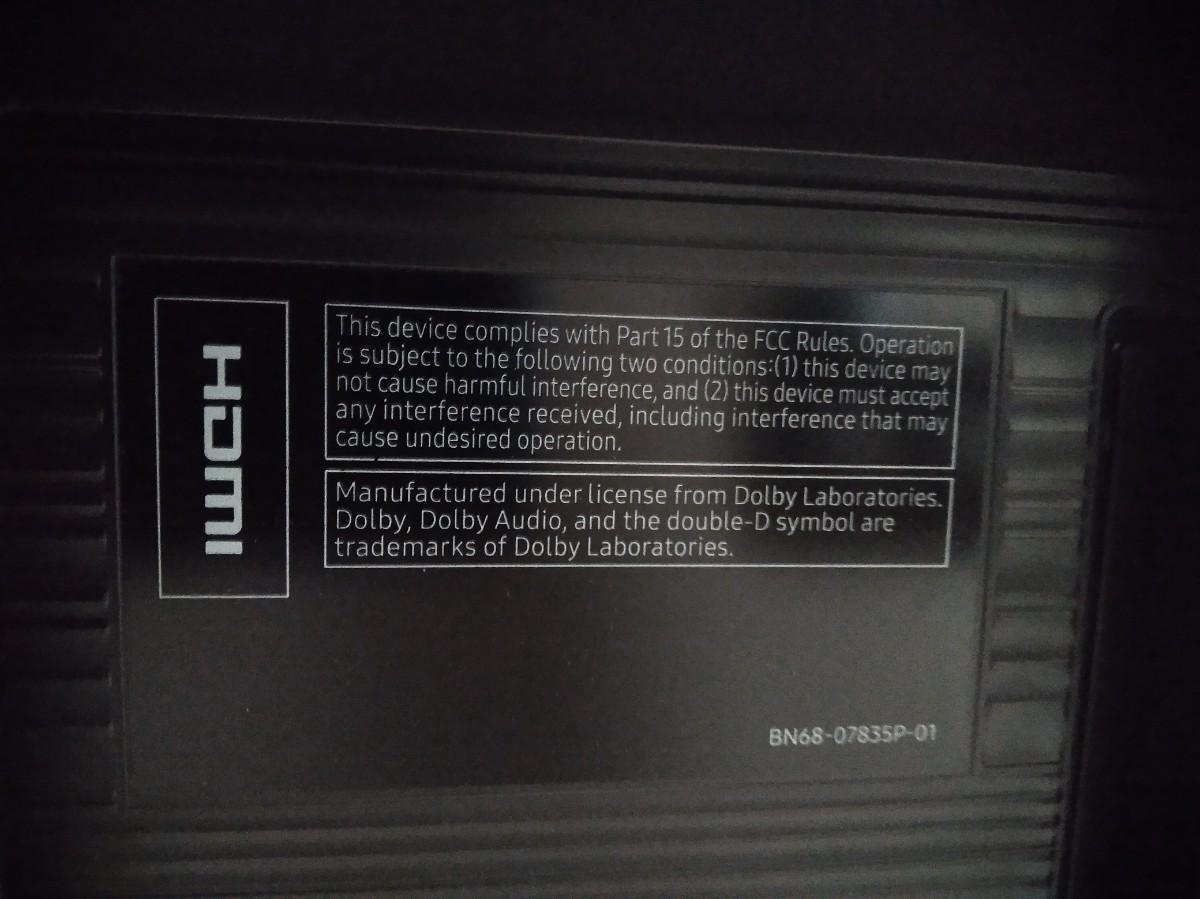 HDMI
This device complies with Part 15 of the FCC Rules. Operation
is subject to the following two conditions:(1) this device may
not cause harmful interference, and (2) this device must accept
any interference received, including interference that may
cause undesired operation.
Manufactured under license from Dolby Laboratories.
Dolby, Dolby Audio, and the double-D symbol are
trademarks of Dolby Laboratories.
BN68-07835P-01